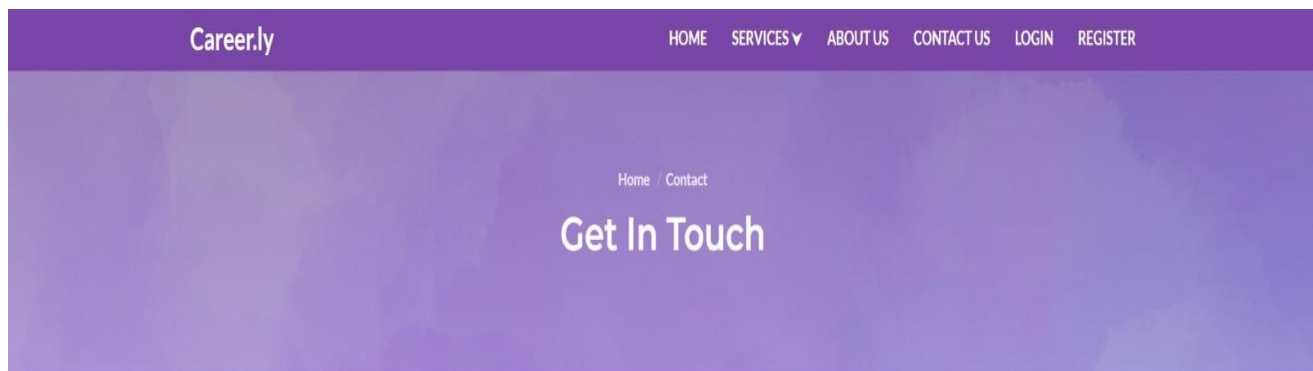 Career.ly HOME SERVICES ABOUT US CONTACT US LOGIN REGISTER
Home / Contact
Get In Touch